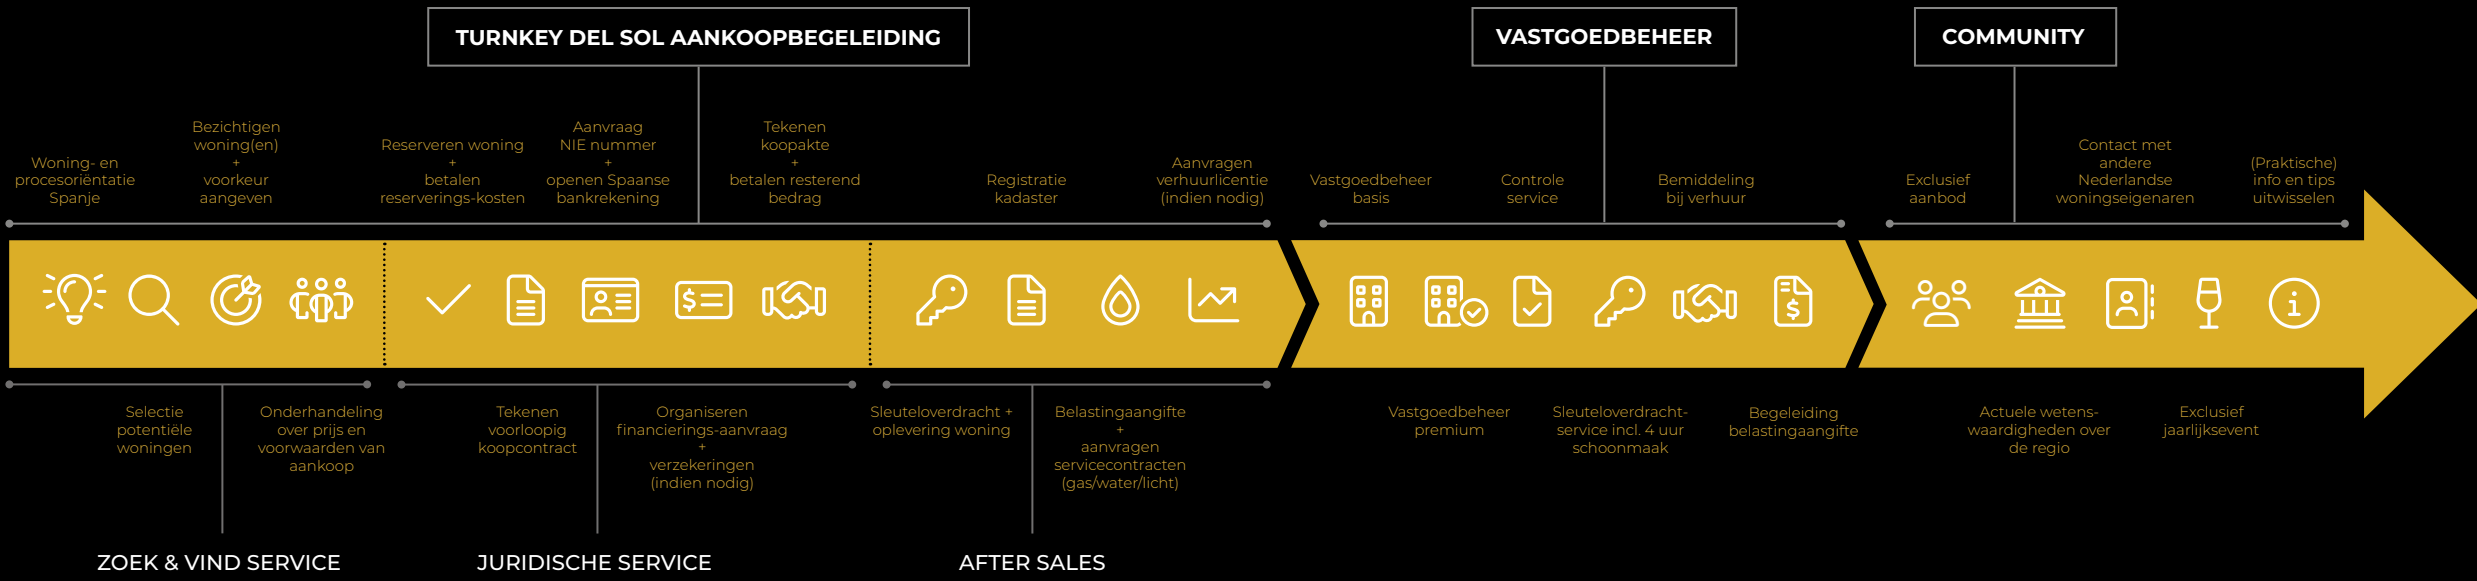 TURNKEY DEL SOL AANKOOPBEGELEIDING
VASTGOEDBEHEER
COMMUNITY
Woning- en
procesoriëntatie
Spanje
Bezichtigen
woning(en)
+
voorkeur
aangeven
Reserveren woning
+
betalen
reserverings-kosten
Aanvraag
NIE nummer
+
openen Spaanse
bankrekening
Tekenen
koopakte
+
betalen resterend
bedrag
Registratie
kadaster
Aanvragen
verhuurlicentie
(indien nodig)
Vastgoedbeheer
basis
Controle
service
Bemiddeling
bij verhuur
Exclusief
aanbod
Contact met
andere
Nederlandse
woningseigenaren
(Praktische)
info en tips
uitwisselen
Selectie
potentiële
woningen
Onderhandeling
over prijs en
voorwaarden van
aankoop
Tekenen
voorloopig
koopcontract
Organiseren
financierings-aanvraag
+
verzekeringen
(indien nodig)
Sleuteloverdracht +
oplevering woning
Belastingaangifte
+
aanvragen
servicecontracten
(gas/water/licht)
Vastgoedbeheer
premium
Sleuteloverdracht-
service incl. 4 uur
schoonmaak
Begeleiding
belastingaangifte
Actuele wetens-
waardigheden over
de regio
Exclusief
jaarlijksevent
ZOEK & VIND SERVICE
JURIDISCHE SERVICE
AFTER SALES